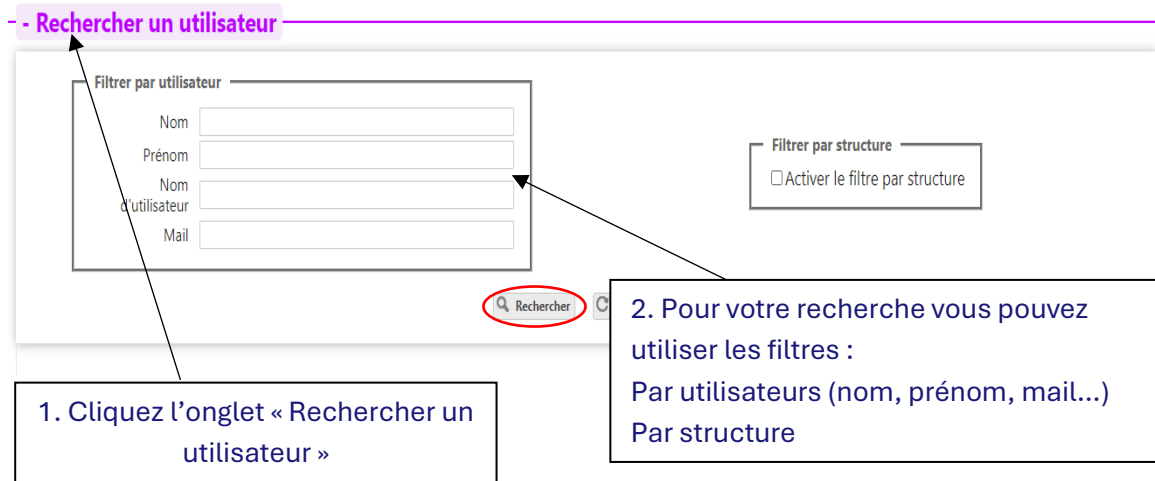 - Rechercher un utilisateur
Filtrer par utilisateur
Nom
Prénom
Nom
d'utilisateur
Mail
Filtrer par structure
Activer le filtre par structure
Rechercher
1. Cliquez l’onglet « Rechercher un
utilisateur »
2. Pour votre recherche vous pouvez
utiliser les filtres :
Par utilisateurs (nom, prénom, mail…)
Par structure